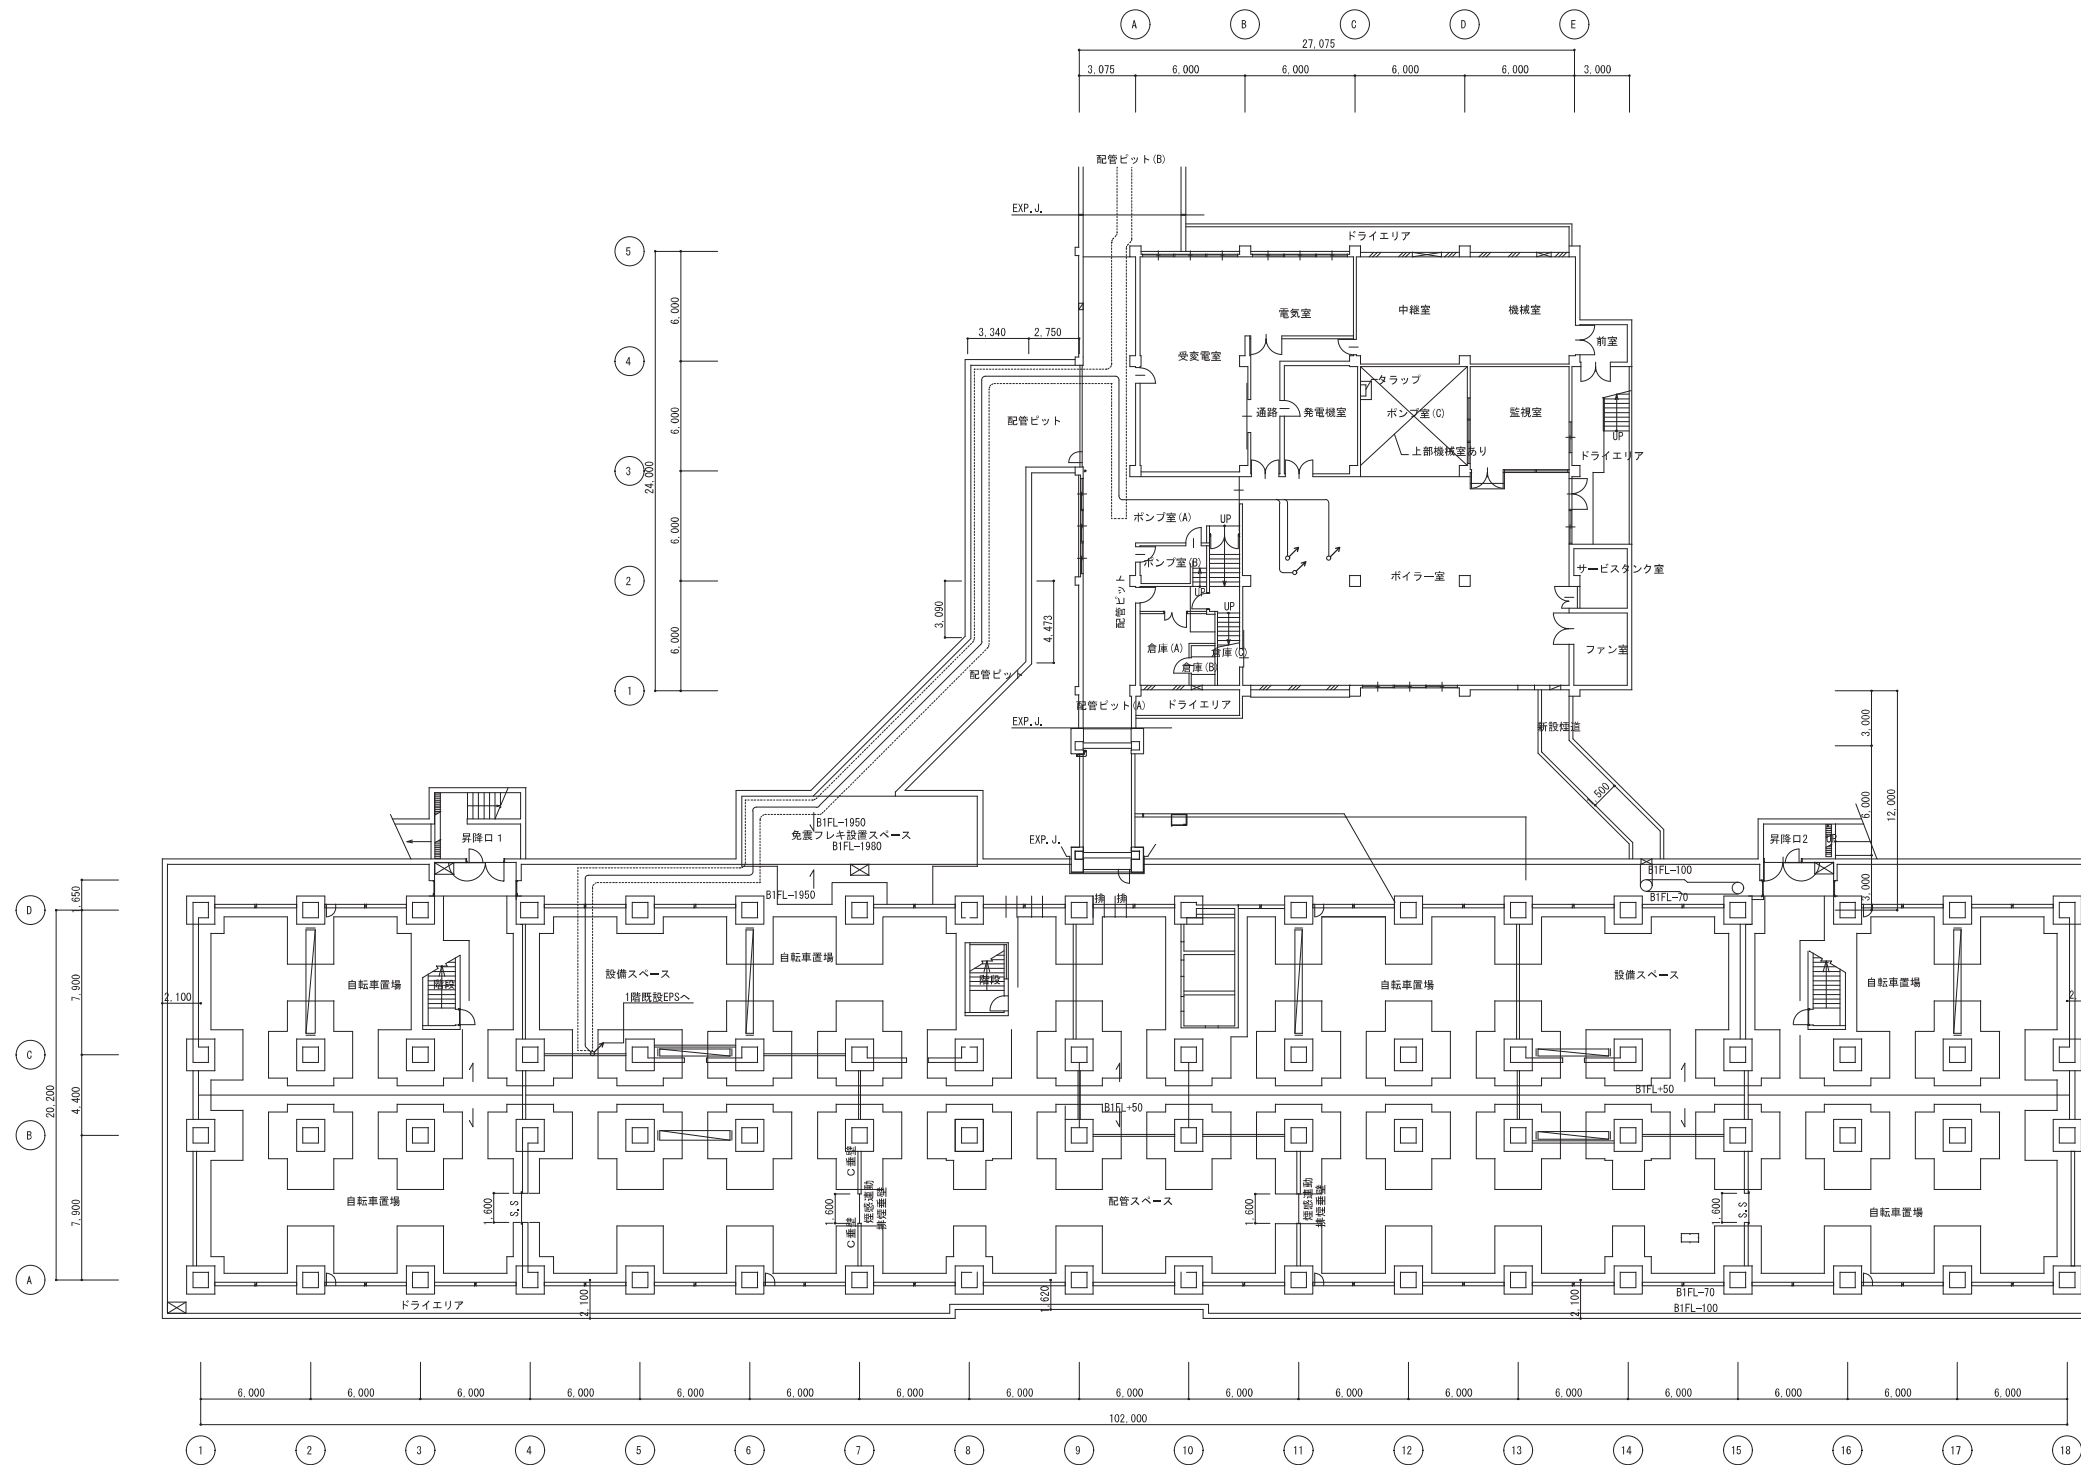 A B C D E
27,075
3,075 6,000 6,000 6,000 6,000 3,000
配管ピット(B)
EXP.J.
ドライエリア
5
4
3
2
1
6,000
6,000
6,000
6,000
24,000
3,340 2,750
電気室
中継室
機械室
前室
受変電室
タラップ
通路
発電機室
ポンプ室(C)
監視室
配管ピット
上部機械室あり
UP
ドライエリア
ポンプ室(A)
UP
ポンプ室(B)
ボイラー室
サービスタンク室
UP
UP
3,090
4,473
配管ピット
倉庫(A)
倉庫(B)
倉庫(C)
ファン室
配管ピット
配管ピット(A)
ドライエリア
EXP.J.
新設煙道
1,500
3,000
6,000
3,000
12,000
B1FL-1950
免震フレキ設置スペース
B1FL-1980
昇降口1
EXP.J.
昇降口2
B1FL-100
B1FL-70
B1FL-1950
排 排
D
C
B
A
1,650
7,900
4,400
7,900
20,200
2,100
自転車置場
階段
設備スペース
自転車置場
階段
自転車置場
設備スペース
自転車置場
2
1階既設EPSへ
B1FL+50
B1FL+50
自転車置場
1,600
S.S
1,600
C垂壁
C垂壁
煙感連動
排煙垂壁
配管スペース
1,600
煙感連動
排煙垂壁
1,600
S.S
自転車置場
ドライエリア
2,100
1,620
2,100
B1FL-70
B1FL-100
6,000 6,000 6,000 6,000 6,000 6,000 6,000 6,000 6,000 6,000 6,000 6,000 6,000 6,000 6,000 6,000 6,000
102,000
1 2 3 4 5 6 7 8 9 10 11 12 13 14 15 16 17 18